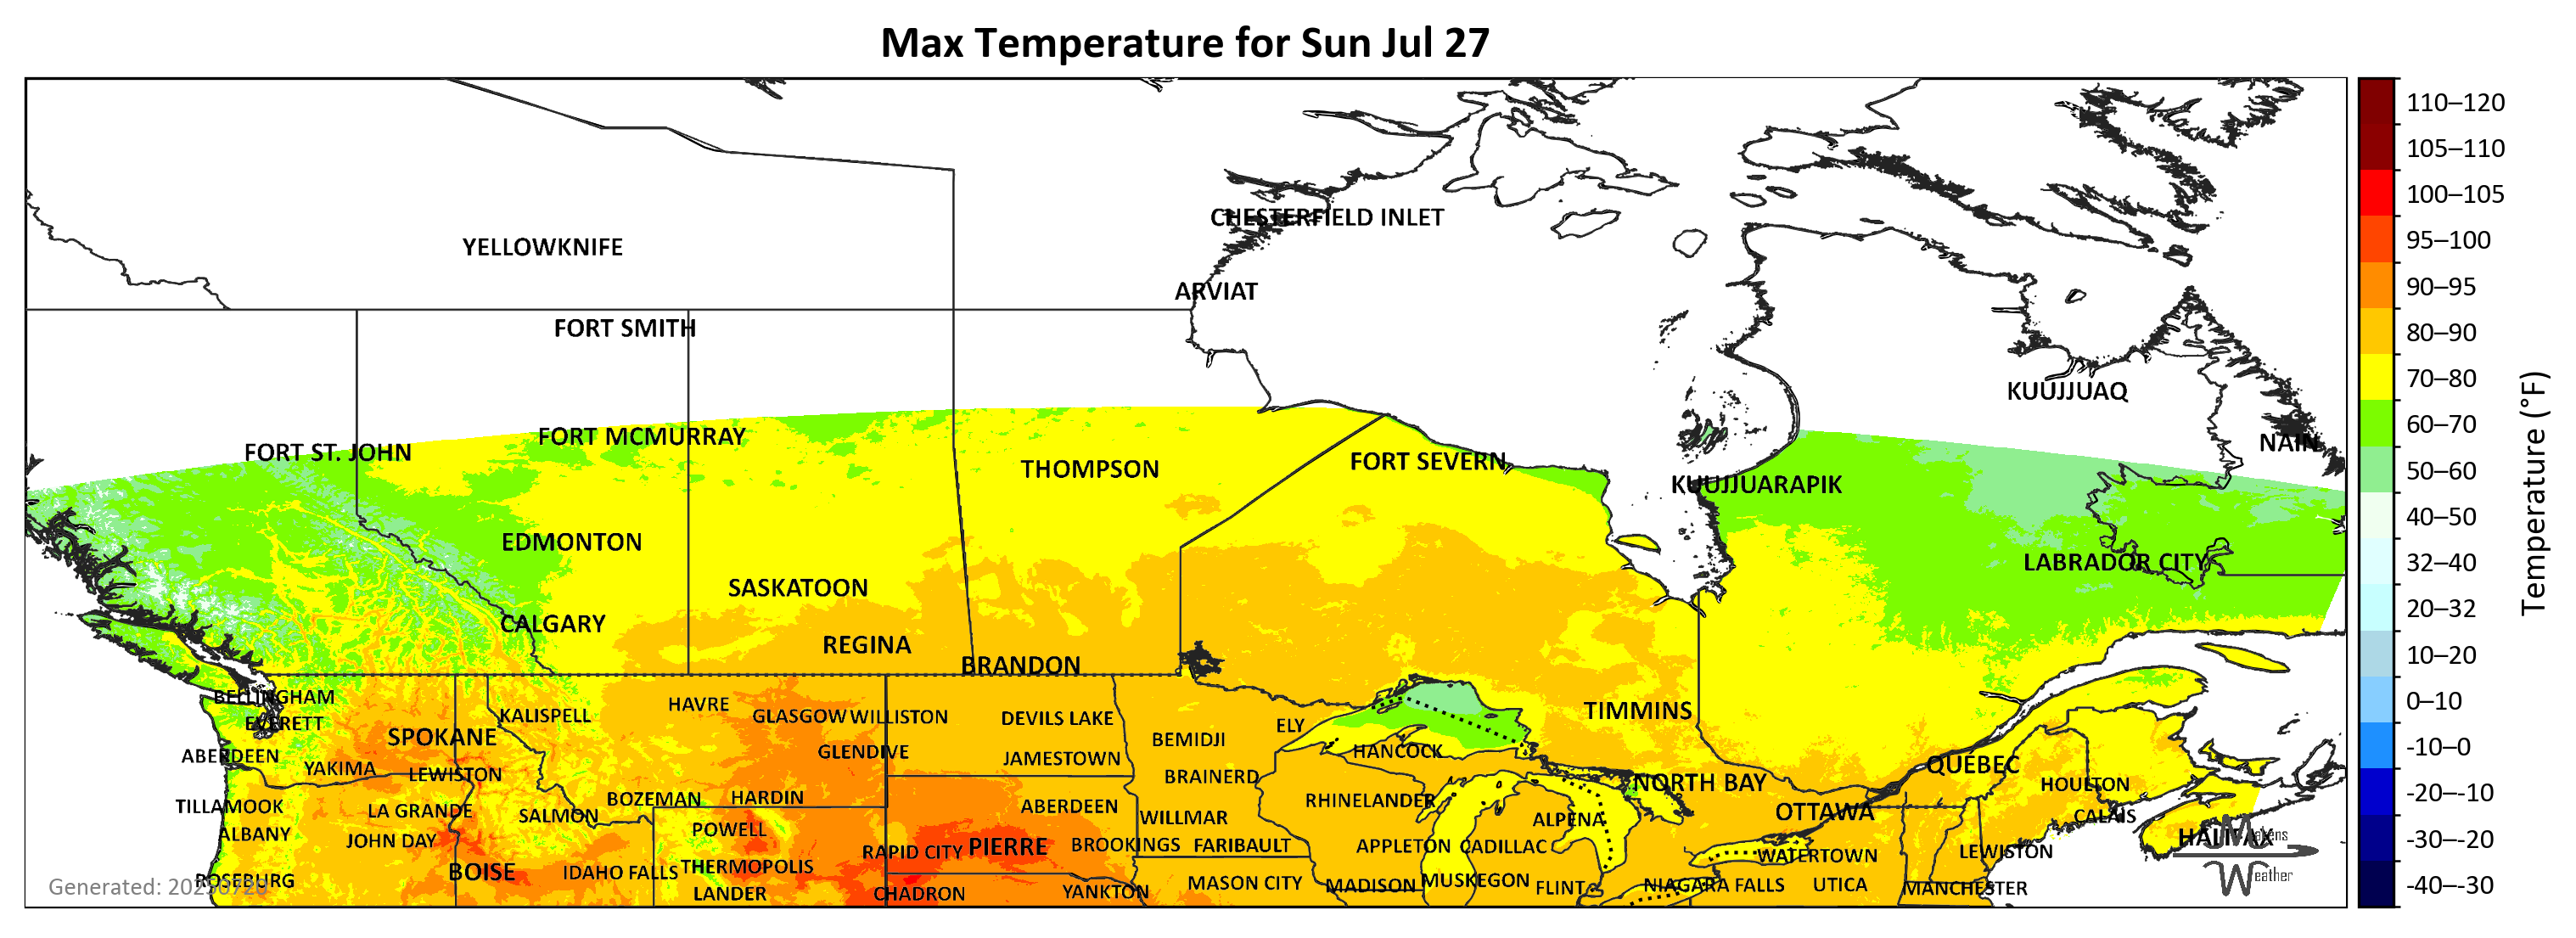 Max Temperature for Sun Jul 27
110–120
105–110
100–105
95–100
90–95
80–90
70–80
60–70
50–60
40–50
32–40
20–32
10–20
0–10
-10–0
-20–-10
-30–-20
-40–-30
Temperature (°F)
CHESTERFIELD INLET
YELLOWKNIFE
ARVIAT
FORT SMITH
KUUJJUAQ
NAIN
FORT MCMURRAY
FORT ST. JOHN
THOMPSON
FORT SEVERN
KUUJJUARAPIK
EDMONTON
LABRADOR CITY
SASKATOON
CALGARY
REGINA
BRANDON
BELLINGHAM
HAVRE
KALISPELL
GLASGOW
WILLISTON
DEVILS LAKE
EVERETT
ELY
TIMMINS
SPOKANE
BEMIDJI
ABERDEEN
GLENDIVE
JAMESTOWN
HANCOCK
YAKIMA
LEWISTON
BRAINERD
NORTH BAY
QUÉBEC
HOULTON
TILLAMOOK
LA GRANDE
BOZEMAN
HARDIN
ABERDEEN
RHINELANDER
SALMON
WILLMAR
ALPENA
OTTAWA
CALAIS
ALBANY
JOHN DAY
POWELL
RAPID CITY
PIERRE
BROOKINGS
FARIBAULT
APPLETON
CADILLAC
WATERTOWN
LEWISTON
HALIFAX
Makens
Weather
ROSEBURG
BOISE
IDAHO FALLS
THERMOPOLIS
LANDER
CHADRON
YANKTON
MASON CITY
MADISON
MUSKEGON
FLINT
NIAGARA FALLS
UTICA
MANCHESTER
Generated: